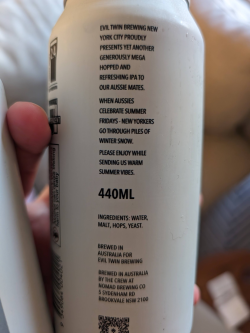 EVIL TWIN BREWING NEW
YORK CITY PROUDLY
PRESENTS YET ANOTHER
GENEROUSLY MEGA
HOPPED AND
REFRESHING IPA TO
OUR AUSSIE MATES.
WHEN AUSSIES
CELEBRATE SUMMER
FRIDAYS - NEW YORKERS
GO THROUGH PILES OF
WINTER SNOW.
PLEASE ENJOY WHILE
SENDING US WARM
SUMMER VIBES.
440ML
INGREDIENTS: WATER,
MALT, HOPS, YEAST.
BREWED IN
AUSTRALIA FOR
EVIL TWIN BREWING
BREWED IN AUSTRALIA
BY THE CREW AT
NOMAD BREWING CO
5 SYDENHAM RD
BROOKVALE NSW 2100